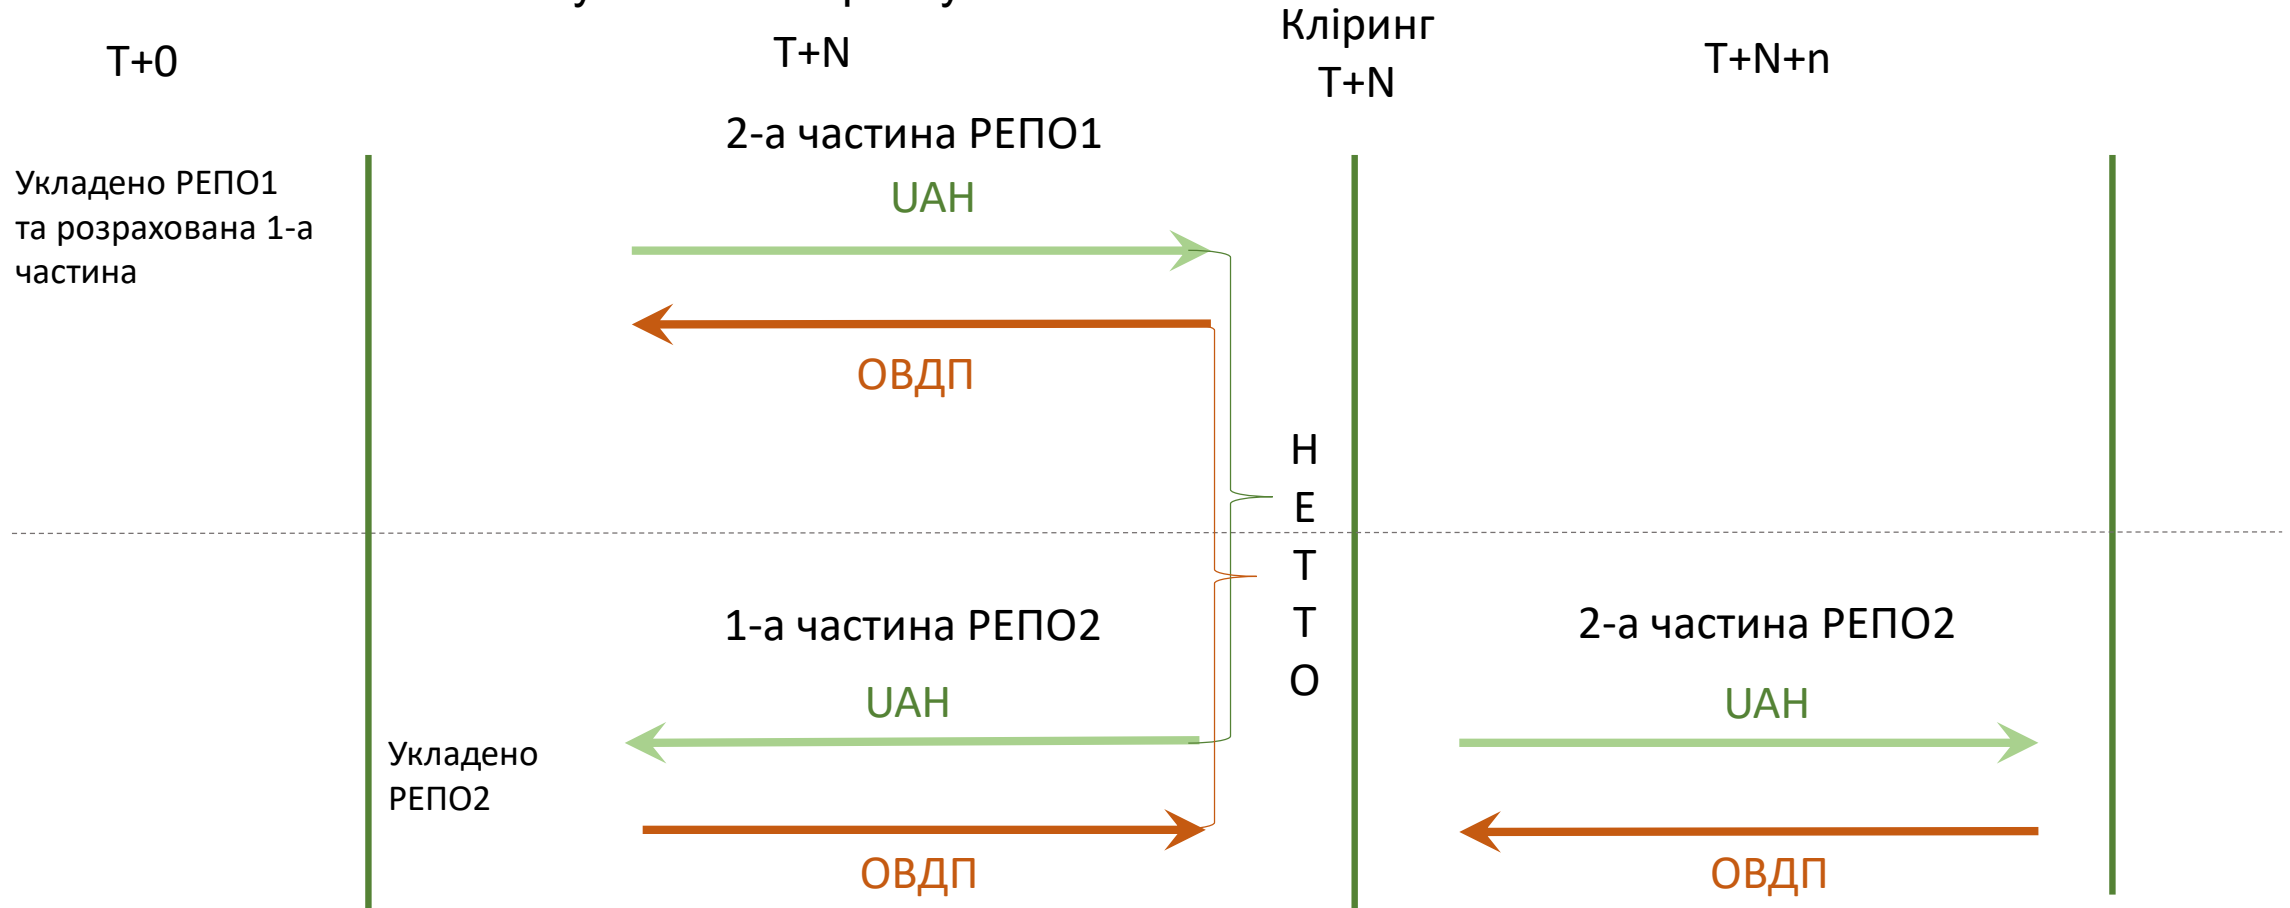 T+0
T+N
Кліринг
T+N
T+N+n
2-а частина РЕПО1
Укладено РЕПО1
та розрахована 1-а
частина
UAH
ОВДП
Н
Е
Т
Т
О
1-а частина РЕПО2
2-а частина РЕПО2
UAH
UAH
Укладено
РЕПО2
ОВДП
ОВДП